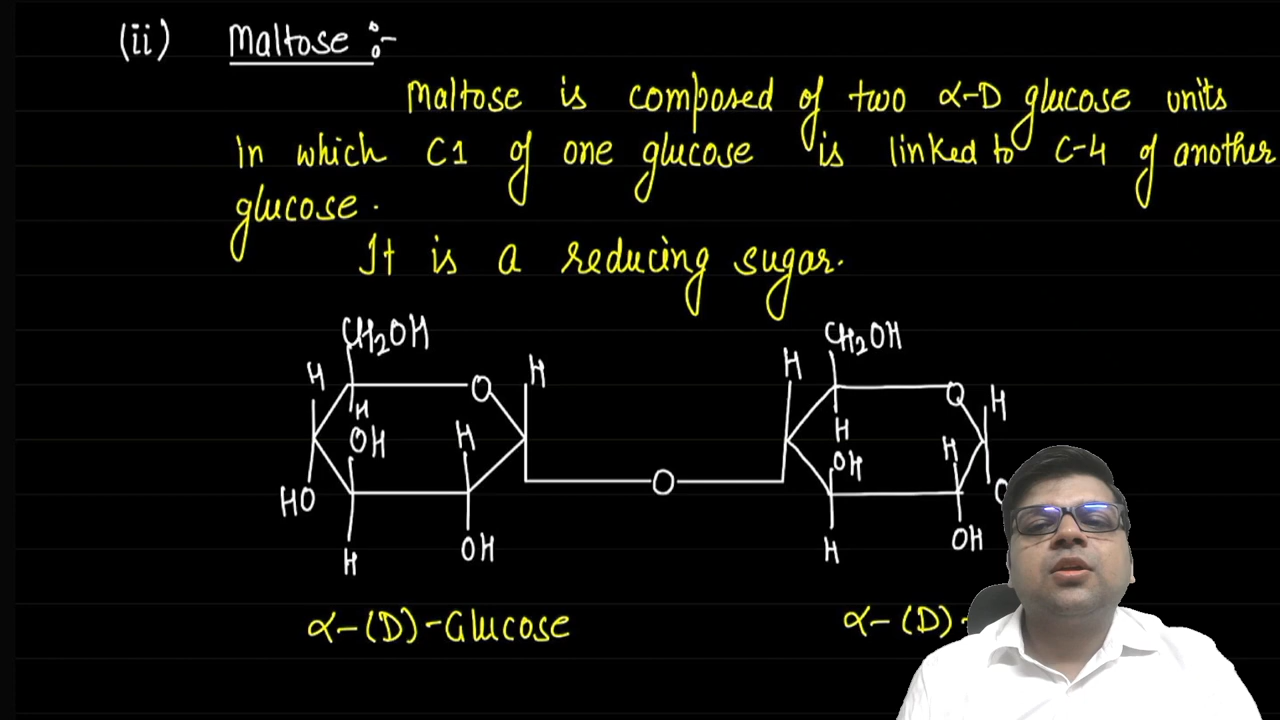 (ii) Maltose :-
Maltose is composed of two α-D glucose units
in which C1 of one glucose is linked to C-4 of another
glucose.
It is a reducing sugar.
CH₂OH CH₂OH
H O H H O H
H OH H H OH H
HO O
H OH H OH
α-(D)-Glucose α-(D)-